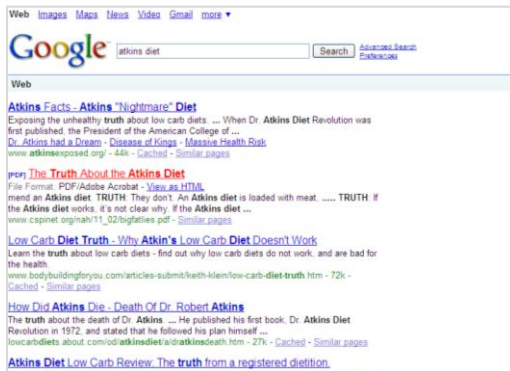 Web Images Maps News Video Gmail more ▼
Google atkins diet Search Advanced Search
Preferences
Web
Atkins Facts - Atkins "Nightmare" Diet
Exposing the unhealthy truth about low carb diets. ... When Dr. Atkins Diet Revolution was
first published, the President of the American College of ...
Dr. Atkins had a Dream - Disease of Kings - Massive Health Risk
www.atkinsexposed.org/ - 44k - Cached - Similar pages
[PDF] The Truth About the Atkins Diet
File Format: PDF/Adobe Acrobat - View as HTML
mend an Atkins diet. TRUTH: They don't. An Atkins diet is loaded with meat, ..... TRUTH: If
the Atkins diet works, it's not clear why. If the Atkins diet ...
www.cspinet.org/nah/11_02/bigfatlies.pdf - Similar pages
Low Carb Diet Truth - Why Atkin's Low Carb Diet Doesn't Work
Learn the truth about low carb diets - find out why low carb diets do not work, and are bad for
the health.
www.bodybuildingforyou.com/articles-submit/keith-klein/low-carb-diet-truth.htm - 72k -
Cached - Similar pages
How Did Atkins Die - Death Of Dr. Robert Atkins
The truth about the death of Dr. Atkins. ... He published his first book, Dr. Atkins Diet
Revolution in 1972, and stated that he followed his plan himself ...
lowcarbdiets.about.com/od/atkinsdiet/a/dratkinsdeath.htm - 27k - Cached - Similar pages
Atkins Diet Low Carb Review: The truth from a registered dietition.